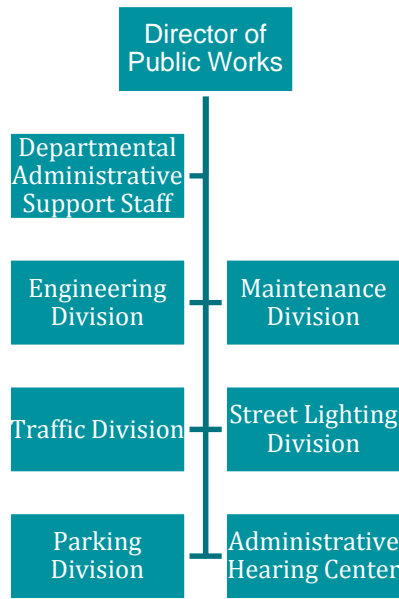 Director of
Public Works
Departmental
Administrative
Support Staff
Engineering
Division
Maintenance
Division
Traffic Division
Street Lighting
Division
Parking
Division
Administrative
Hearing Center